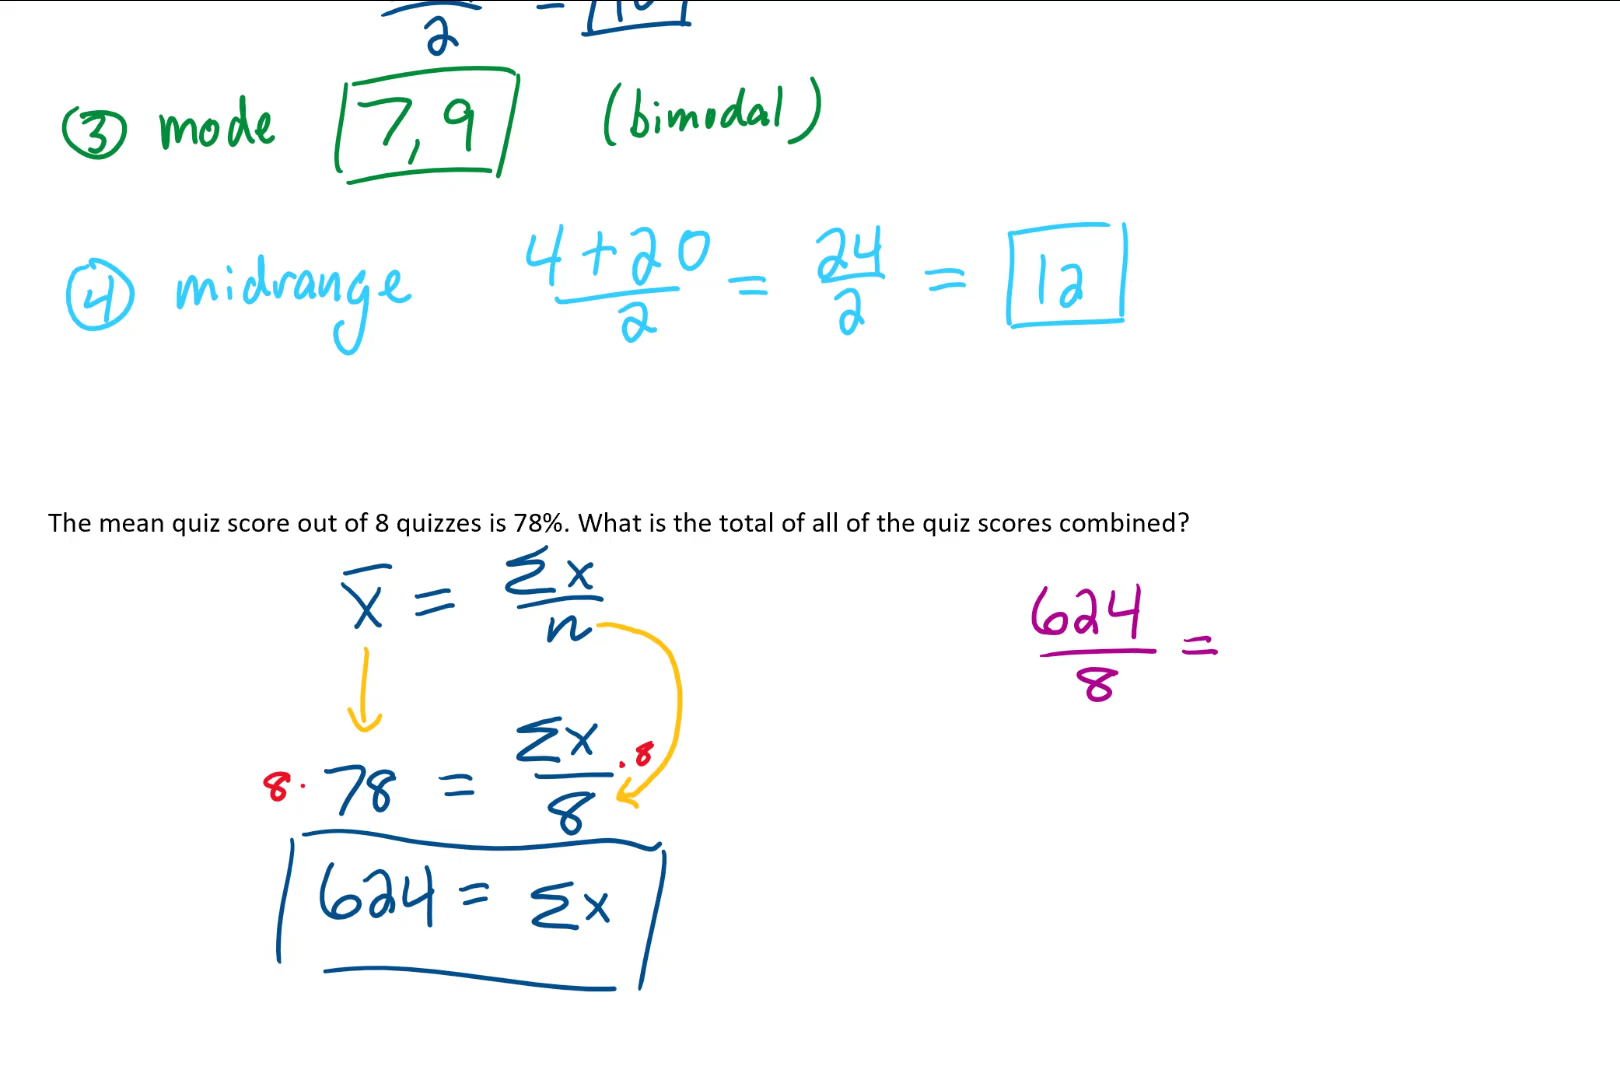 2 = 10
③ mode 7, 9 (bimodal)
④ midrange 4+20/2 = 24/2 = 12
The mean quiz score out of 8 quizzes is 78%. What is the total of all of the quiz scores combined?
x̄ = Σx/n
624/8 =
8· 78 = Σx/8 ·8
624 = Σx